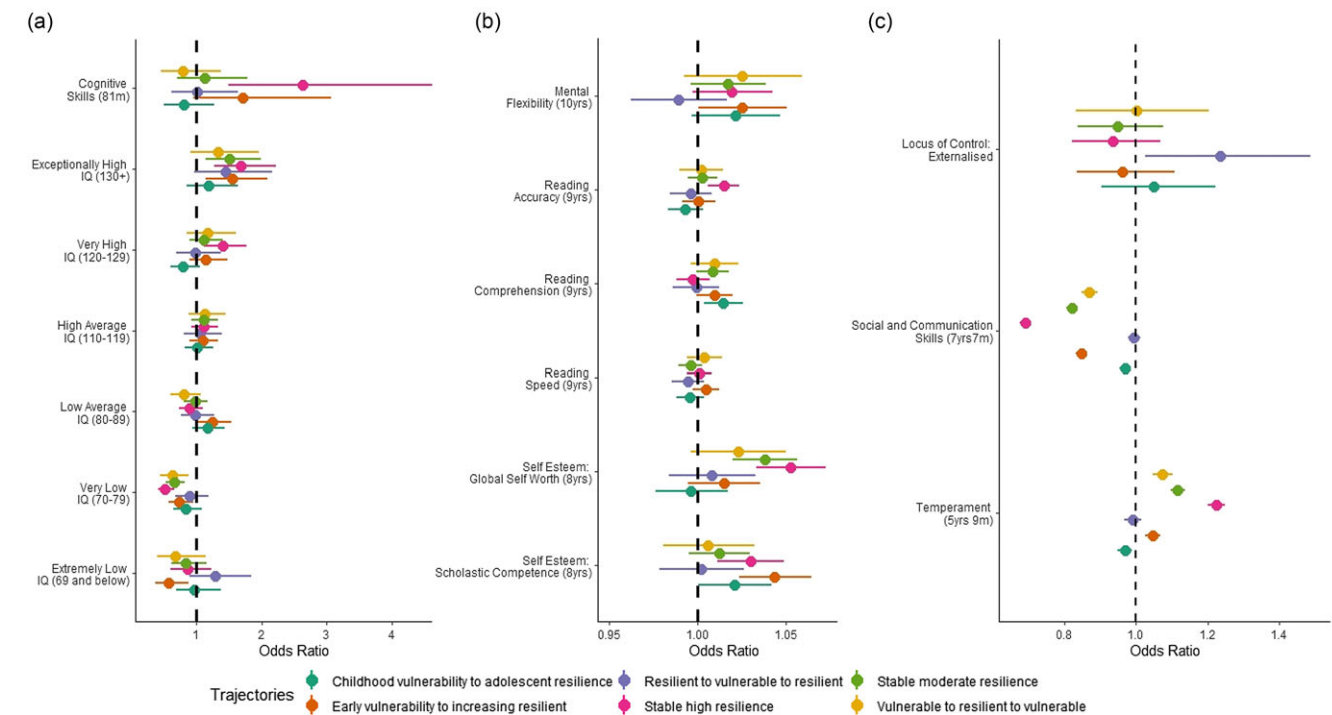 (a)
Cognitive
Skills (81m)
Exceptionally High
IQ (130+)
Very High
IQ (120-129)
High Average
IQ (110-119)
Low Average
IQ (80-89)
Very Low
IQ (70-79)
Extremely Low
IQ (69 and below)
1 2 3 4
Odds Ratio
(b)
Mental
Flexibility (10yrs)
Reading
Accuracy (9yrs)
Reading
Comprehension (9yrs)
Reading
Speed (9yrs)
Self Esteem:
Global Self Worth (8yrs)
Self Esteem:
Scholastic Competence (8yrs)
0.95 1.00 1.05
Odds Ratio
(c)
Locus of Control:
Externalised
Social and Communication
Skills (7yrs7m)
Temperament
(5yrs 9m)
0.8 1.0 1.2 1.4
Odds Ratio
Trajectories
Childhood vulnerability to adolescent resilience
Early vulnerability to increasing resilient
Resilient to vulnerable to resilient
Stable high resilience
Stable moderate resilience
Vulnerable to resilient to vulnerable